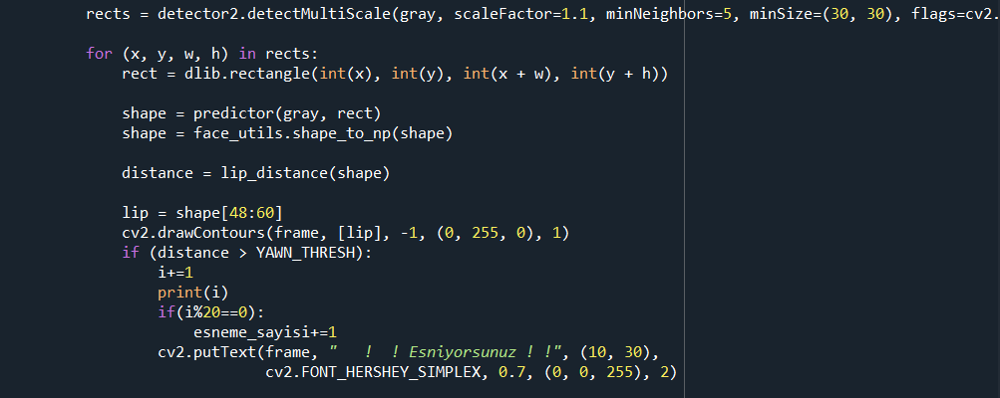 rects = detector2.detectMultiScale(gray, scaleFactor=1.1, minNeighbors=5, minSize=(30, 30), flags=cv2.
for (x, y, w, h) in rects:
rect = dlib.rectangle(int(x), int(y), int(x + w), int(y + h))
shape = predictor(gray, rect)
shape = face_utils.shape_to_np(shape)
distance = lip_distance(shape)
lip = shape[48:60]
cv2.drawContours(frame, [lip], -1, (0, 255, 0), 1)
if (distance > YAWN_THRESH):
i+=1
print(i)
if(i%20==0):
esneme_sayisi+=1
cv2.putText(frame, "   !  ! Esniyorsunuz ! !", (10, 30),
cv2.FONT_HERSHEY_SIMPLEX, 0.7, (0, 0, 255), 2)